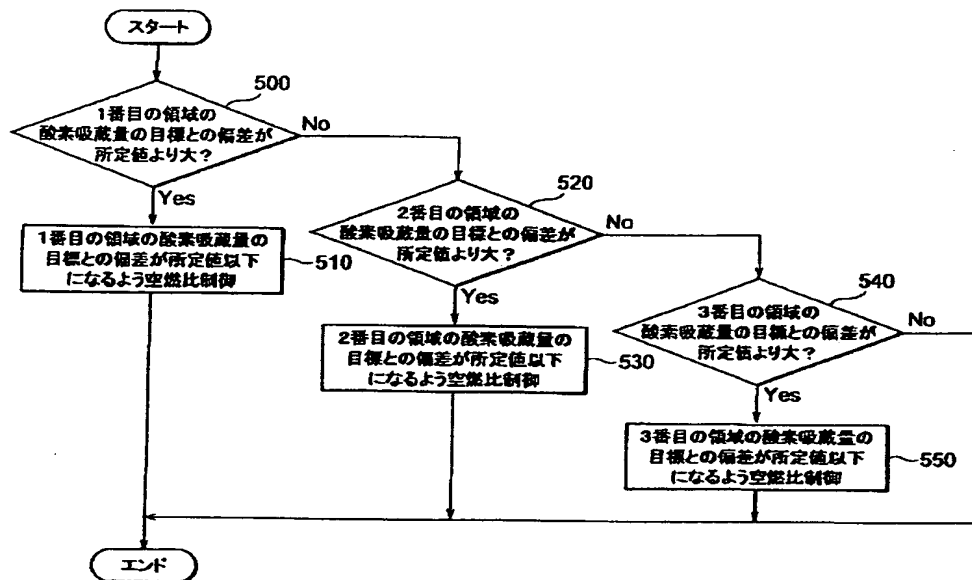 スタート
500
1番目の領域の
酸素吸蔵量の目標との偏差が
所定値より大?
No
Yes
1番目の領域の酸素吸蔵量の
目標との偏差が所定値以下
になるよう空燃比制御
510
520
2番目の領域の
酸素吸蔵量の目標との偏差が
所定値より大?
No
Yes
2番目の領域の酸素吸蔵量の
目標との偏差が所定値以下
になるよう空燃比制御
530
540
3番目の領域の
酸素吸蔵量の目標との偏差が
所定値より大?
No
Yes
3番目の領域の酸素吸蔵量の
目標との偏差が所定値以下
になるよう空燃比制御
550
エンド